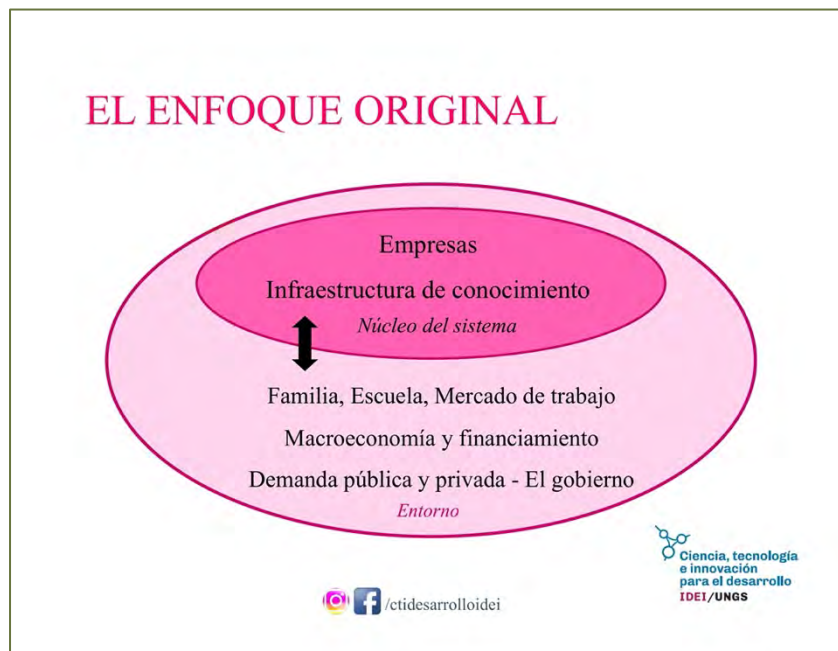 EL ENFOQUE ORIGINAL
Empresas
Infraestructura de conocimiento
Núcleo del sistema
Familia, Escuela, Mercado de trabajo
Macroeconomía y financiamiento
Demanda pública y privada - El gobierno
Entorno
Ciencia, tecnología
e innovación
para el desarrollo
IDEI/UNGS
/ctidesarrolloidei